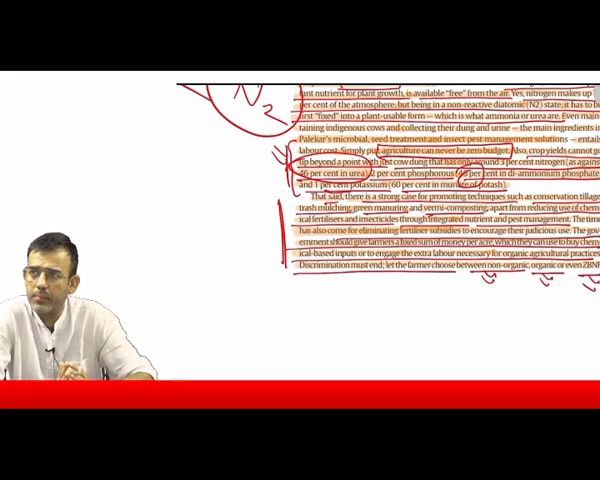 N2
tant nutrient for plant growth, is available "free" from the air. Yes, nitrogen makes up
per cent of the atmosphere, but being in a non-reactive diatomic (N2) state, it has to b
first "fixed" into a plant-usable form — which is what ammonia or urea are. Even main
taining indigenous cows and collecting their dung and urine — the main ingredients in
Palekar's microbial, seed treatment and insect pest management solutions — entail
labour cost. Simply put, agriculture can never be zero budget. Also, crop yields cannot go
up beyond a point with just cow dung that has only around 3 per cent nitrogen (as against
46 per cent in urea), 2 per cent phosphorous (46 per cent in di-ammonium phosphate
and 1 per cent potassium (60 per cent in muriate of potash).
That said, there is a strong case for promoting techniques such as conservation tillage
trash mulching, green manuring and vermi-composting, apart from reducing use of chem
ical fertilisers and insecticides through integrated nutrient and pest management. The time
has also come for eliminating fertiliser subsidies to encourage their judicious use. The gov
ernment should give farmers a fixed sum of money per acre, which they can use to buy chem
ical-based inputs or to engage the extra labour necessary for organic agricultural practices
Discrimination must end; let the farmer choose between non-organic, organic or even ZBNF